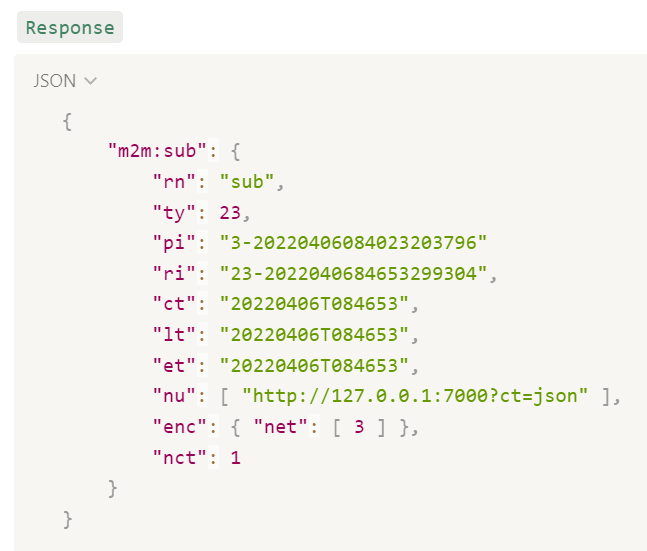 Response
JSON
{
"m2m:sub": {
"rn": "sub",
"ty": 23,
"pi": "3-20220406084023203796"
"ri": "23-2022040684653299304",
"ct": "20220406T084653",
"lt": "20220406T084653",
"et": "20220406T084653",
"nu": [ "http://127.0.0.1:7000?ct=json" ],
"enc": { "net": [ 3 ] },
"nct": 1
}
}